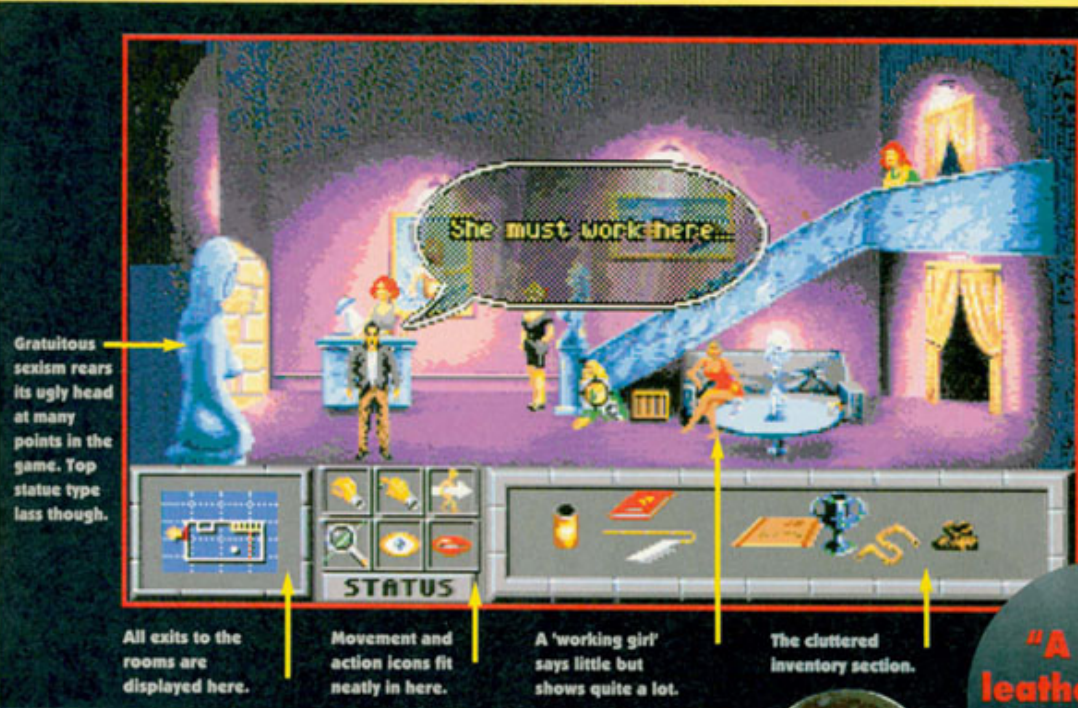 She must work here...
Gratuitous
sexism rears
its ugly head
at many
points in the
game. Top
statue type
lass though.
STATUS
All exits to the
rooms are
displayed here.
Movement and
action icons fit
neatly in here.
A 'working girl'
says little but
shows quite a lot.
The cluttered
inventory section.
"A
leathe